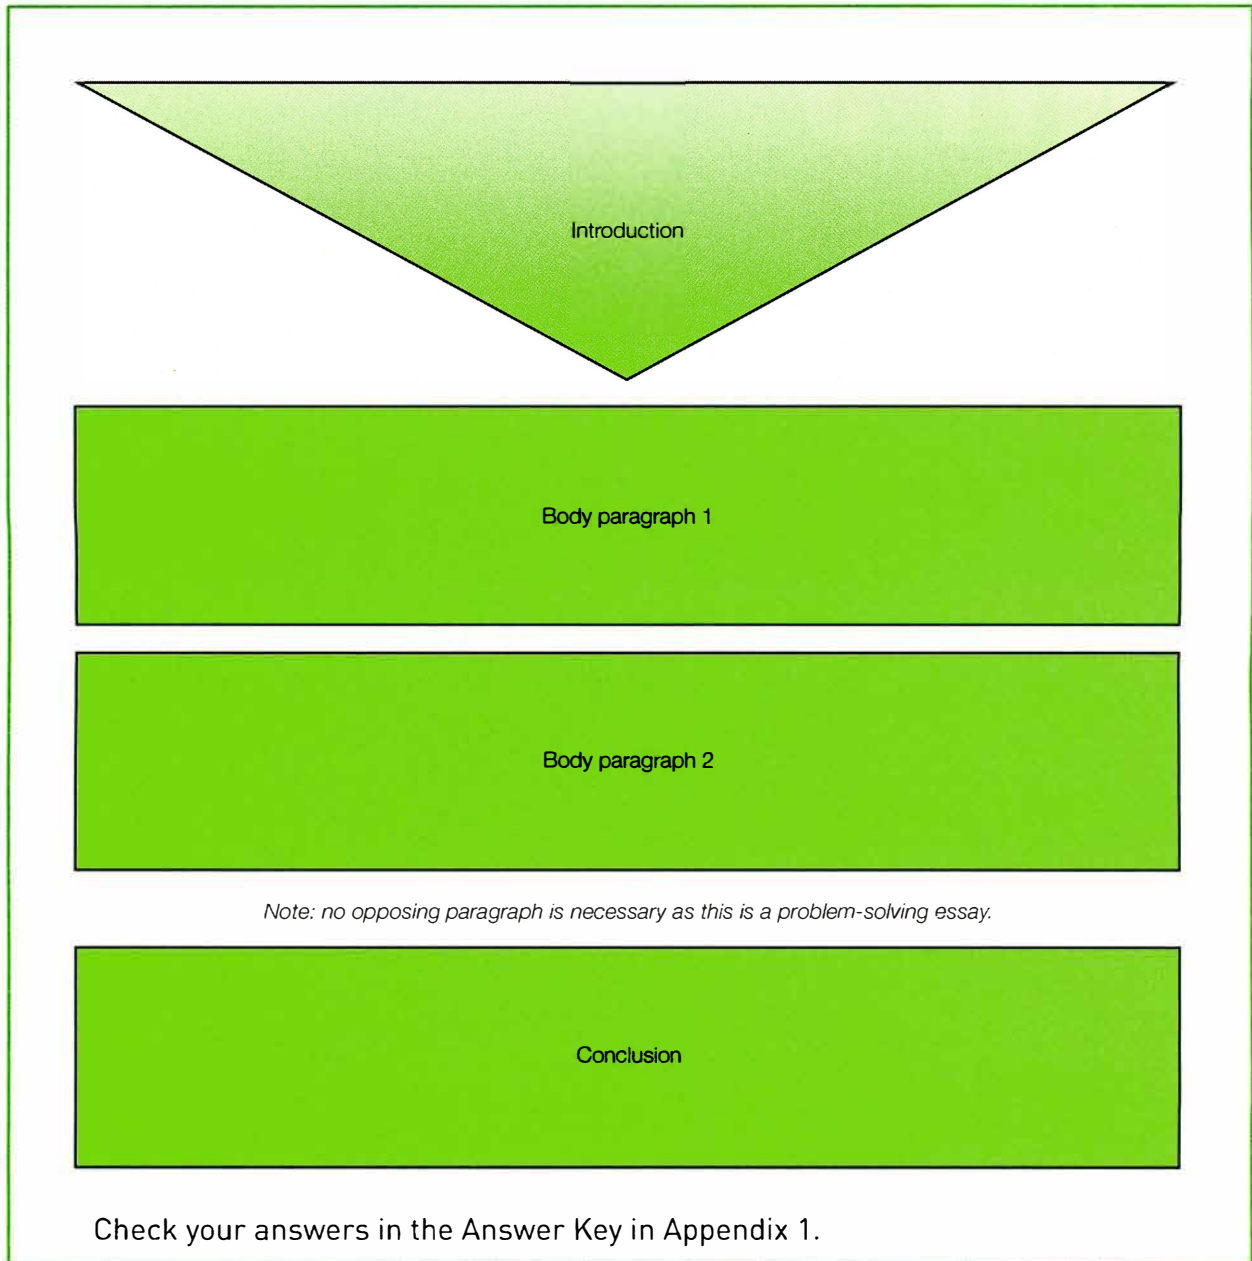 Introduction
Body paragraph 1
Body paragraph 2
Note: no opposing paragraph is necessary as this is a problem-solving essay.
Conclusion
Check your answers in the Answer Key in Appendix 1.